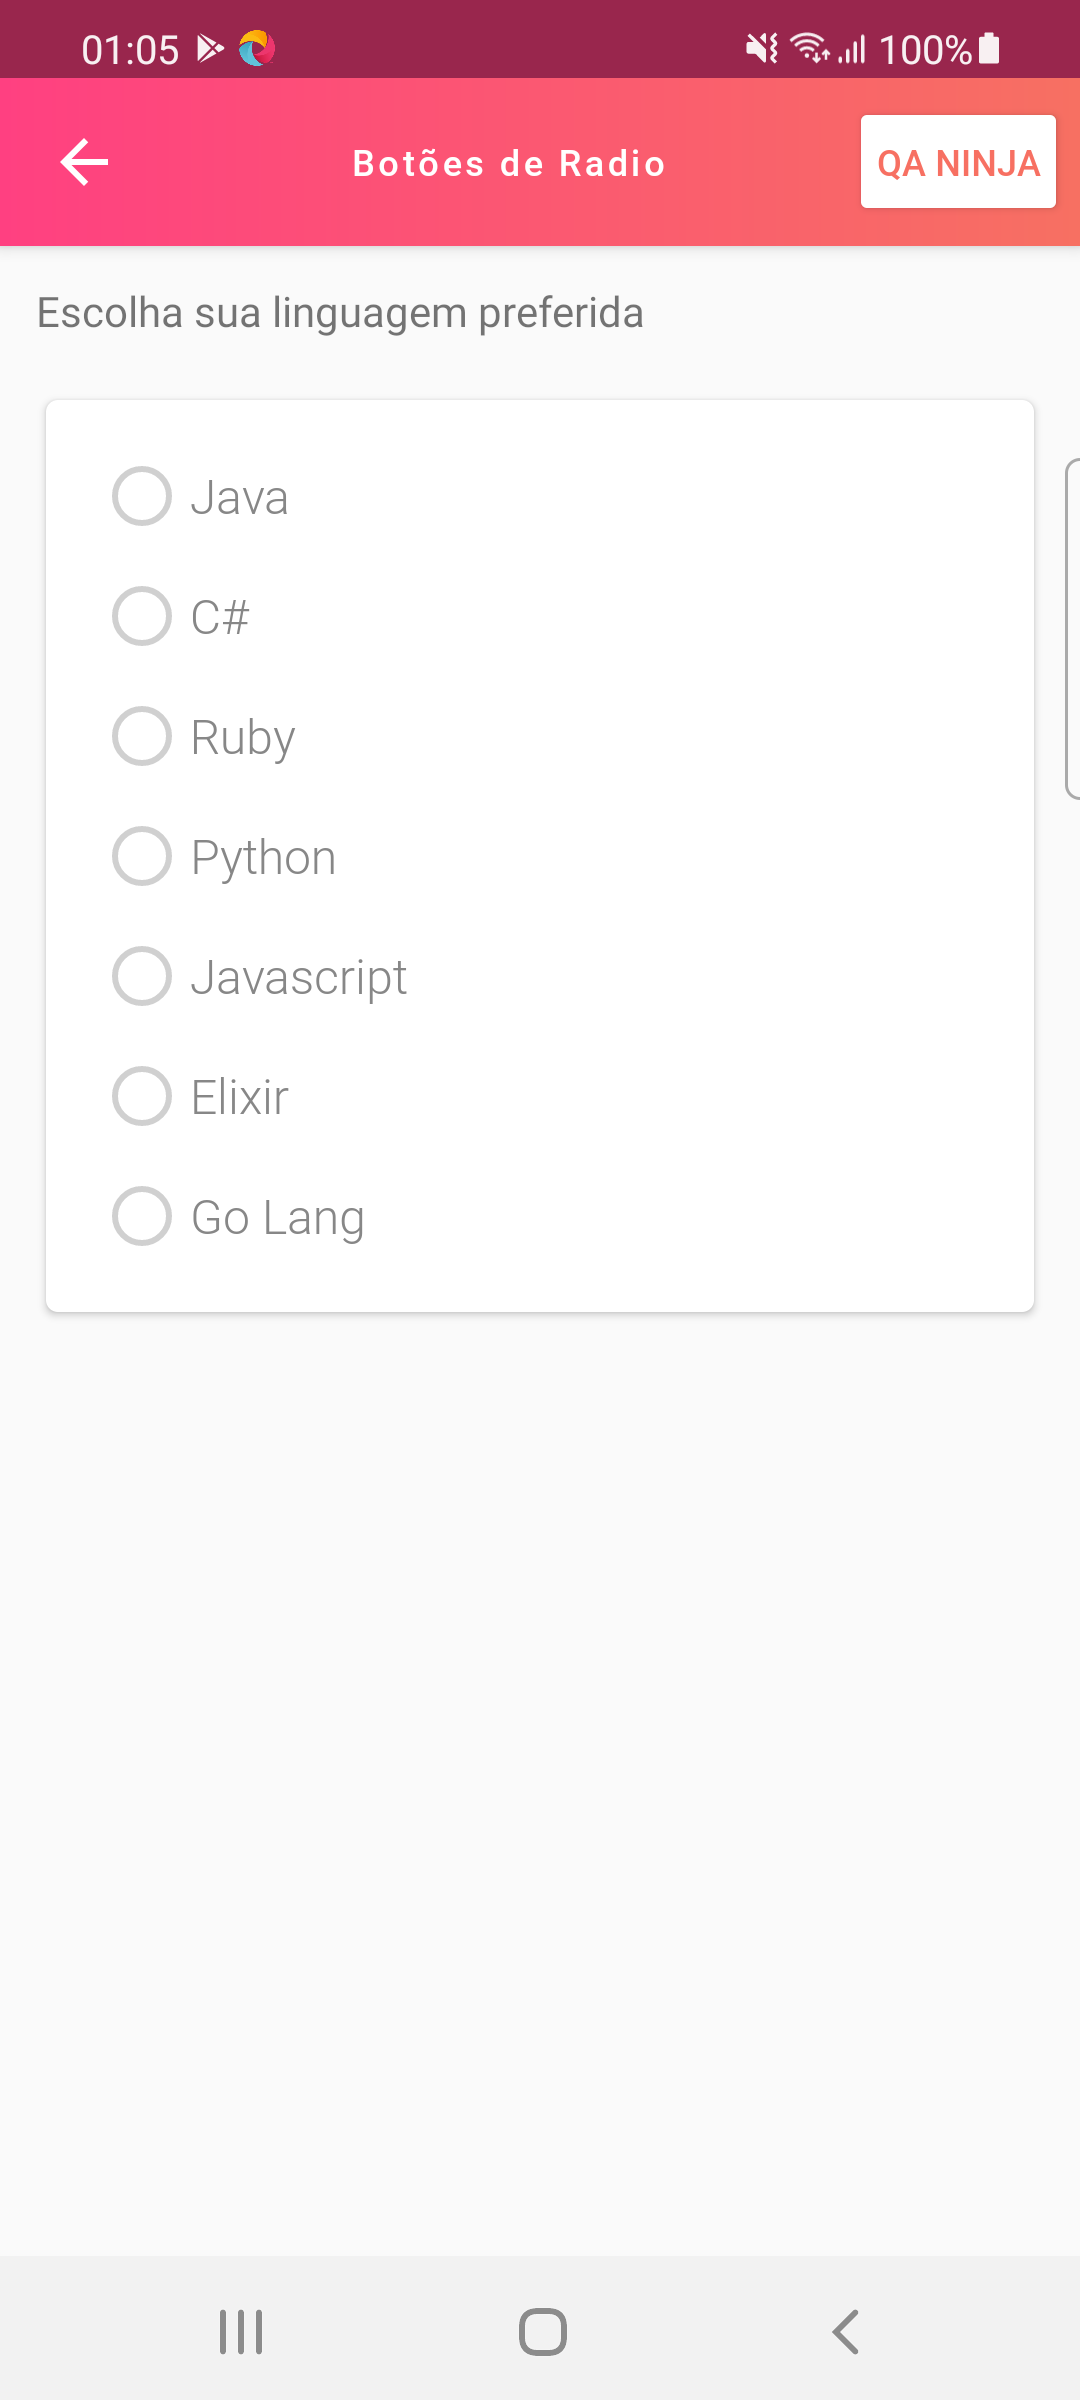 01:05
100%
Botões de Radio
QA NINJA
Escolha sua linguagem preferida
Java
C#
Ruby
Python
Javascript
Elixir
Go Lang